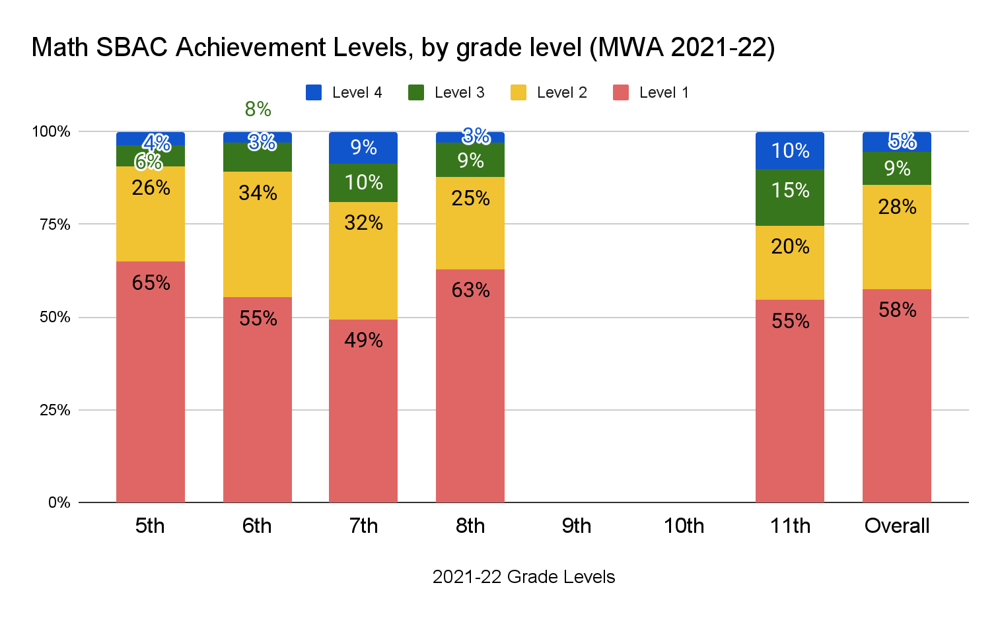 Math SBAC Achievement Levels, by grade level (MWA 2021-22)
Level 4 Level 3 Level 2 Level 1
8%
100%
4% 3% 9% 3% 10% 5%
6% 10% 9% 15% 9%
26% 34% 32% 25% 20% 28%
75%
65% 55% 49% 63% 55% 58%
50%
25%
0%
5th 6th 7th 8th 9th 10th 11th Overall
2021-22 Grade Levels